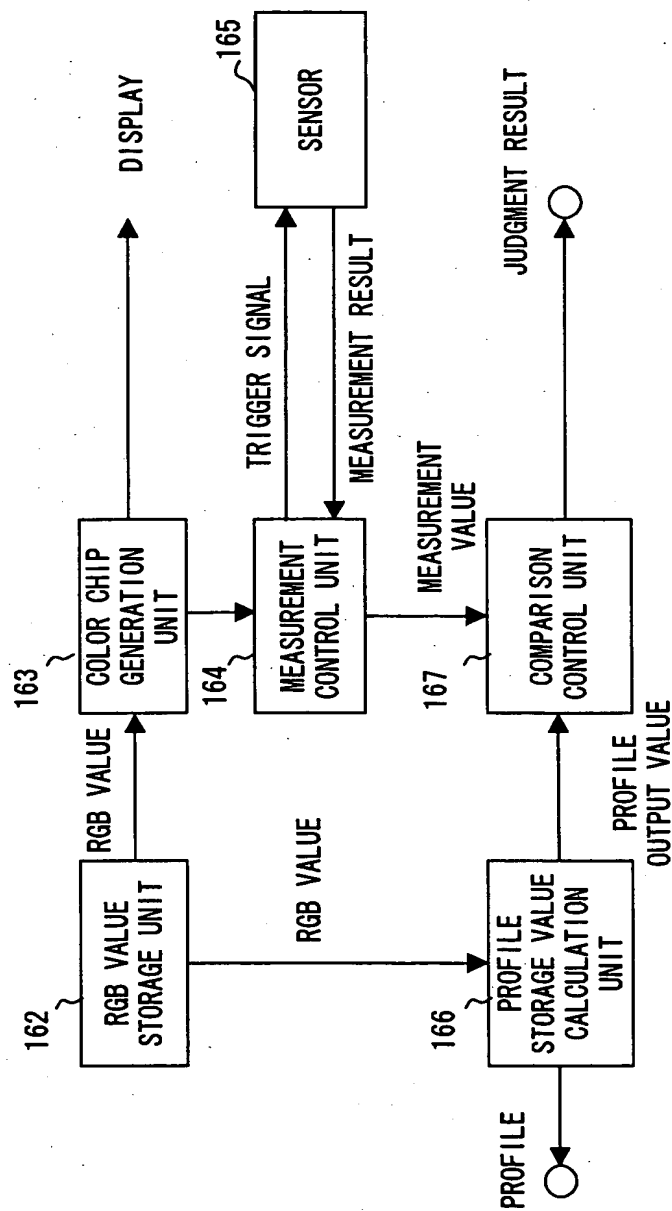 162
RGB VALUE
STORAGE UNIT
RGB VALUE
163
COLOR CHIP
GENERATION
UNIT
DISPLAY
RGB VALUE
164
MEASUREMENT
CONTROL UNIT
TRIGGER SIGNAL
MEASUREMENT RESULT
165
SENSOR
MEASUREMENT
VALUE
PROFILE
166
PROFILE
STORAGE VALUE
CALCULATION
UNIT
PROFILE
OUTPUT VALUE
167
COMPARISON
CONTROL UNIT
JUDGMENT RESULT